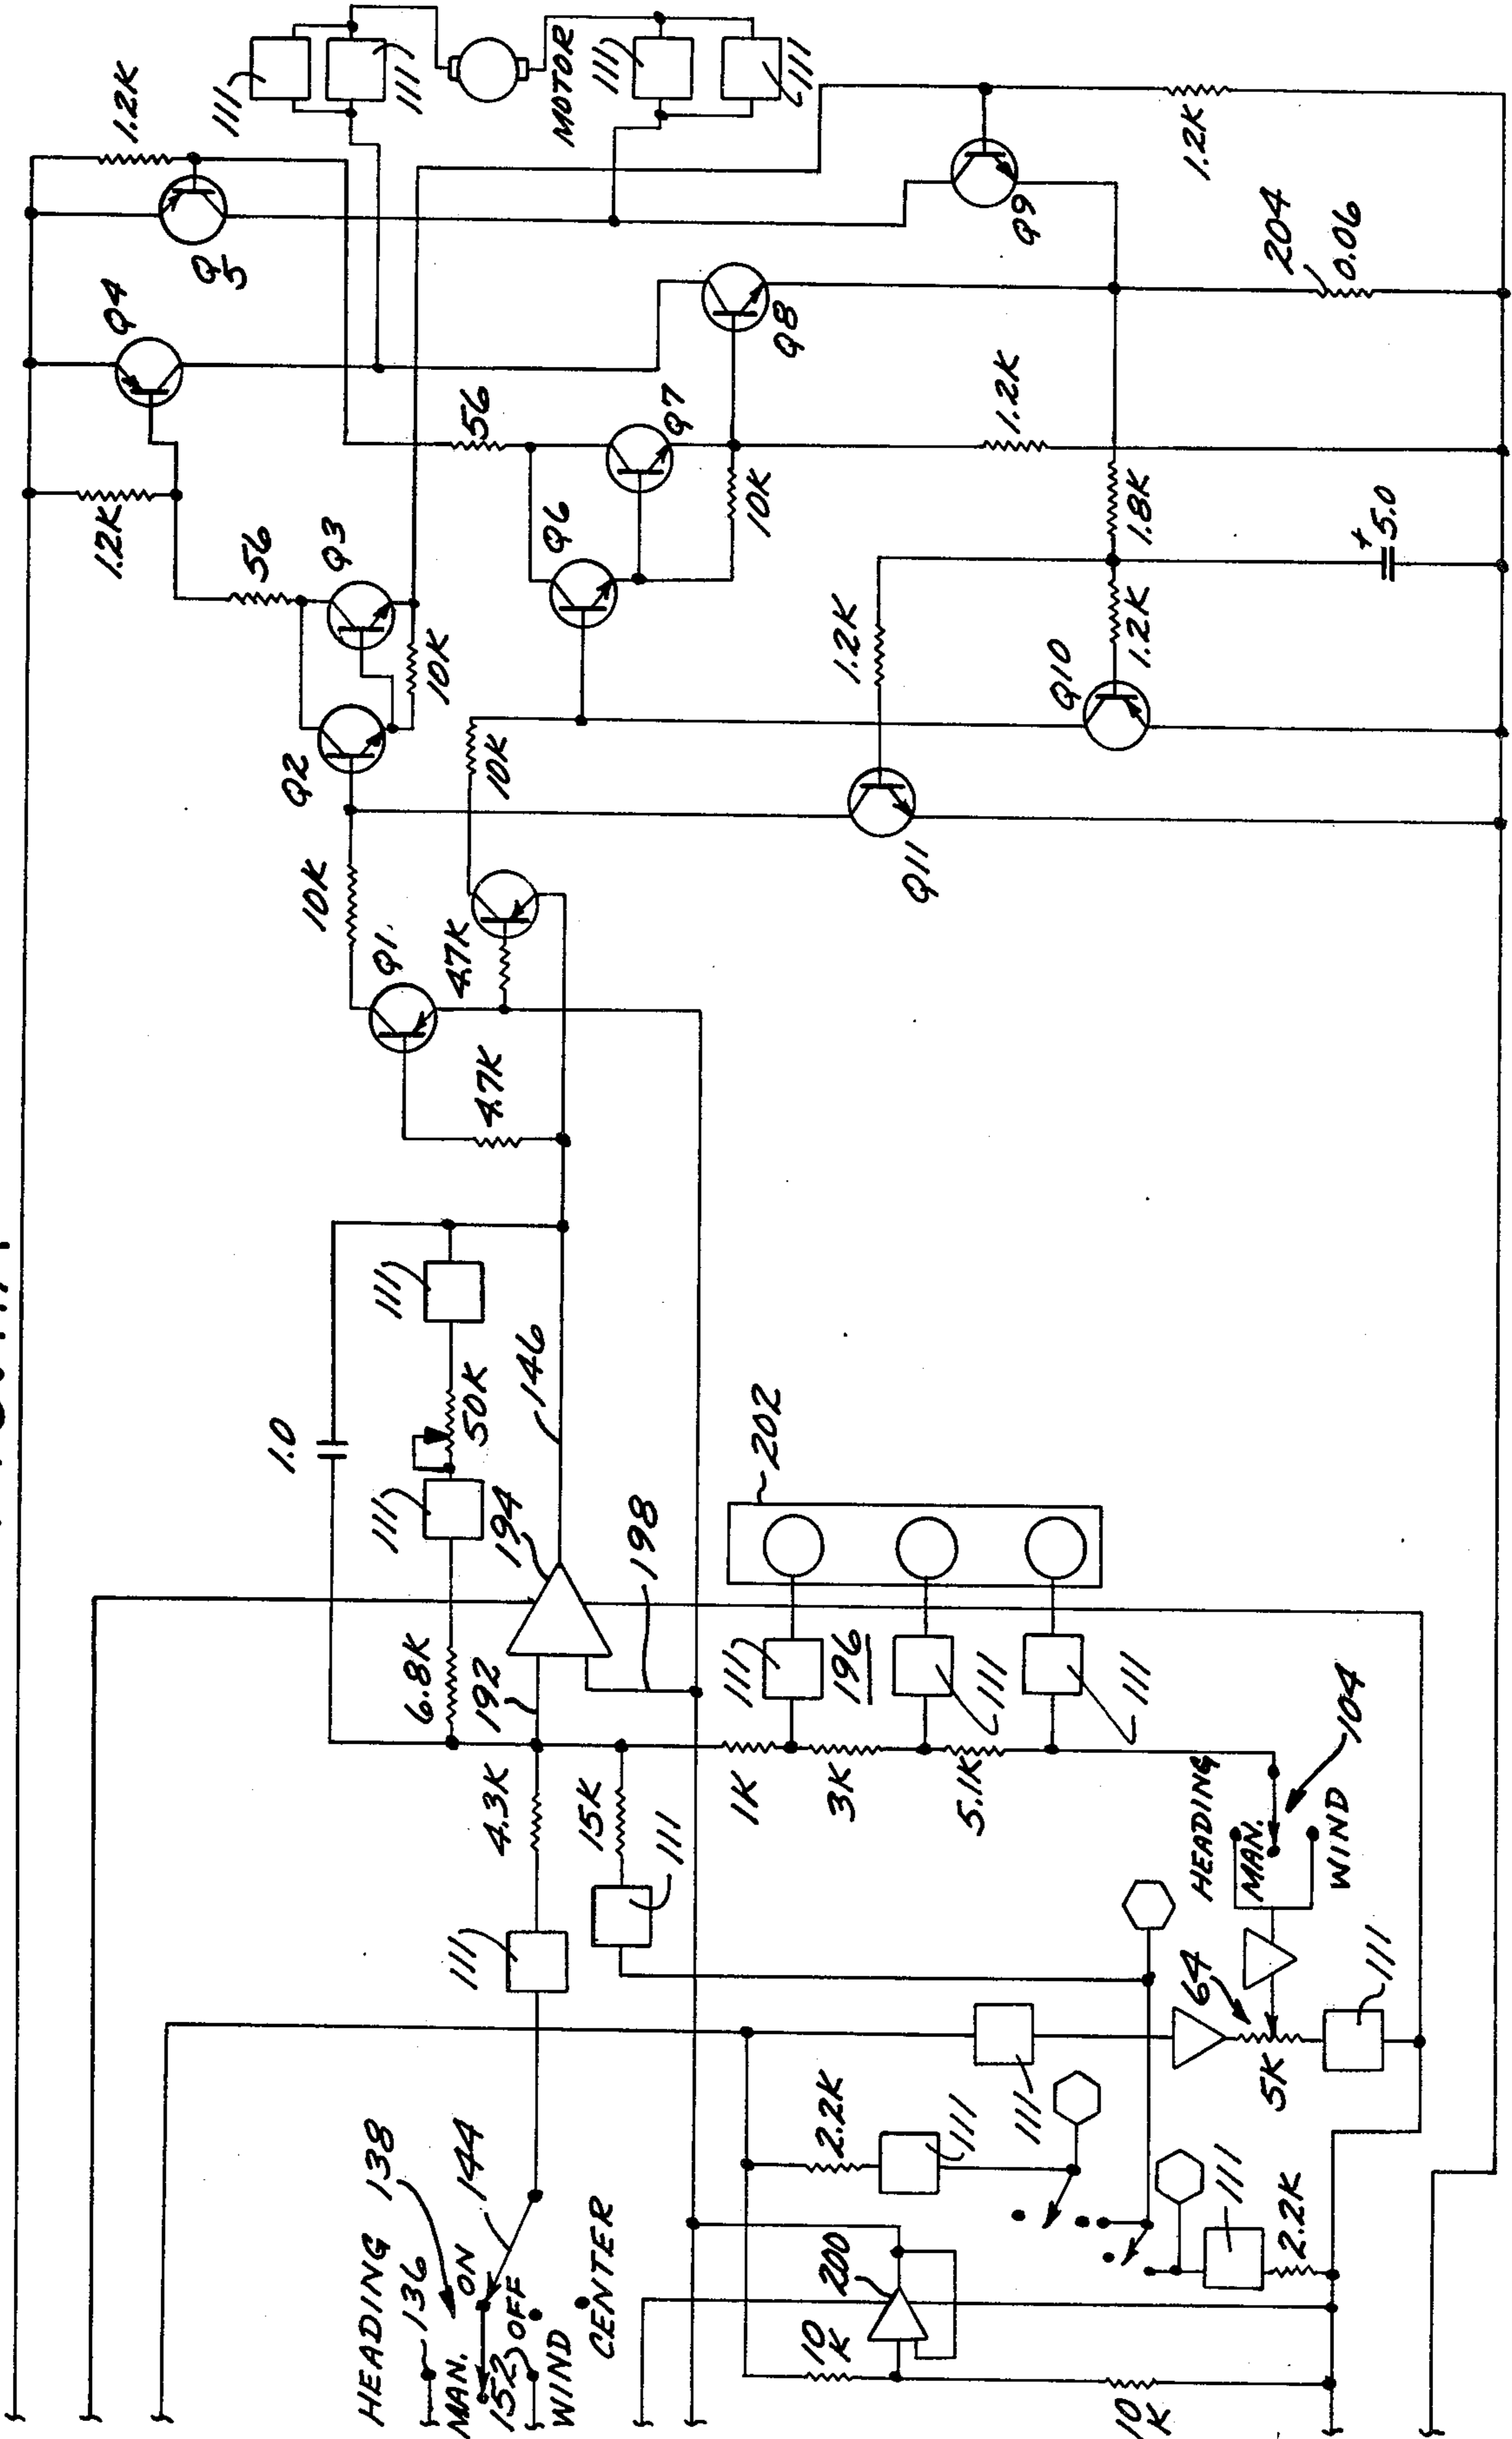 1.2K
111
111
MOTOR
111
111
Q5
Q4
1.2K
56
Q3
Q2
10K
10K
Q1
10K
4.7K
4.7K
56
Q7
Q6
10K
Q8
Q9
1.2K
204
0.06
1.2K
1.8K
5.0
+
1.2K
1.2K
Q10
Q11
1.0
111
50K
111
6.8K
194
192
146
198
202
4.3K
15K
111
111
1K
3K
5.1K
111
196
111
111
104
HEADING
MAN.
WIND
64
5K
111
111
2.2K
111
111
2.2K
HEADING
138
136
ON
144
MAN.
152
OFF
WIND
CENTER
200
10
K
10
K